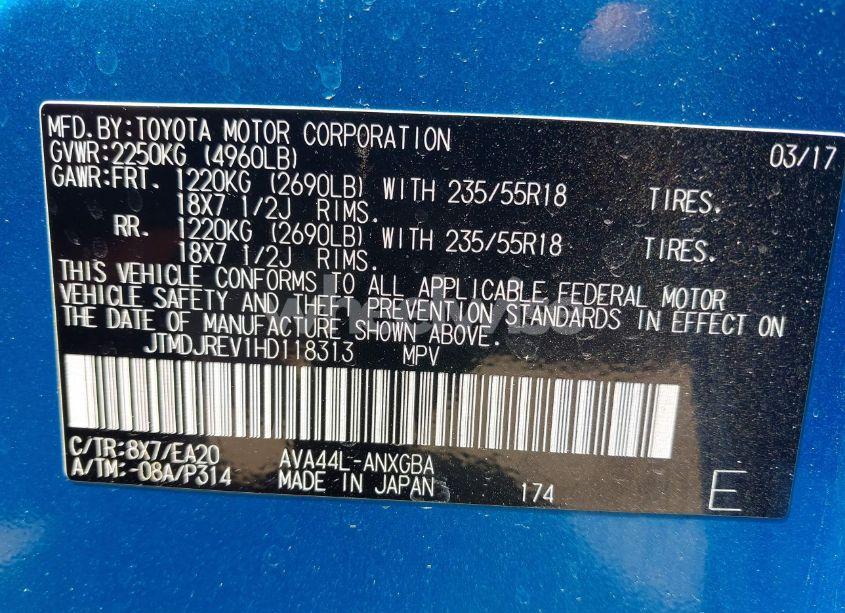 MFD.BY:TOYOTA MOTOR CORPORATION 03/17
GVWR:2250KG (4960LB)
GAWR:FRT. 1220KG (2690LB) WITH 235/55R18 TIRES.
18X7 1/2J RIMS.
RR. 1220KG (2690LB) WITH 235/55R18 TIRES.
18X7 1/2J RIMS.
THIS VEHICLE CONFORMS TO ALL APPLICABLE FEDERAL MOTOR
VEHICLE SAFETY AND THEFT PREVENTION STANDARDS IN EFFECT ON
THE DATE OF MANUFACTURE SHOWN ABOVE.
JTMDJREV1HD118313 MPV
C/TR:8X7/EA20 AVA44L-ANXGBA
A/TM:-08A/P314 MADE IN JAPAN 174 E